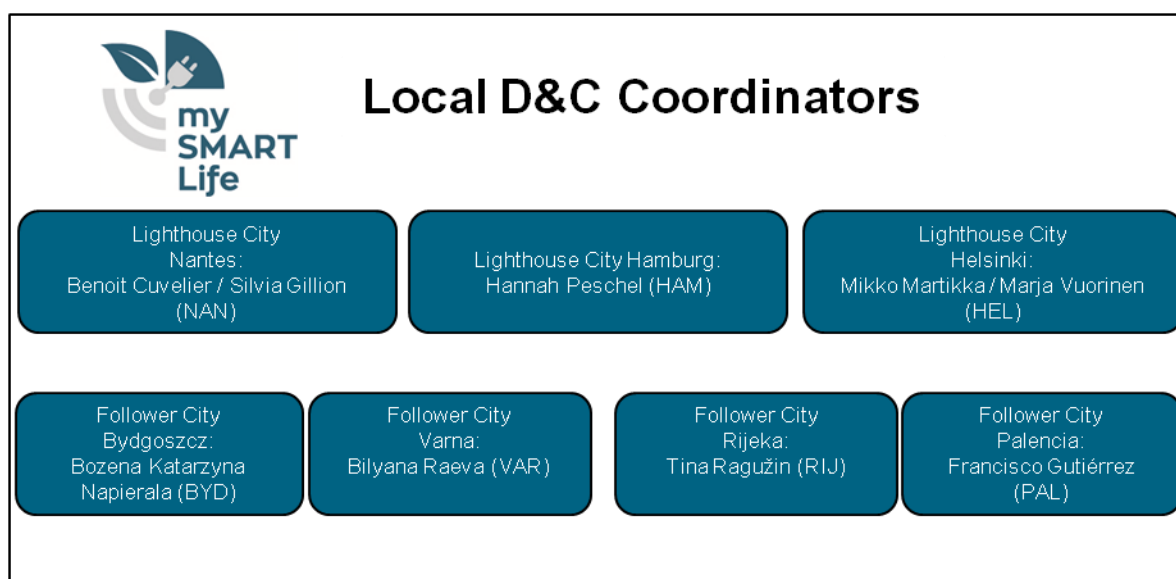 my
SMART
Life
Local D&C Coordinators
Lighthouse City
Nantes:
Benoit Cuvelier / Silvia Gillion
(NAN)
Lighthouse City Hamburg:
Hannah Peschel (HAM)
Lighthouse City
Helsinki:
Mikko Martikka / Marja Vuorinen
(HEL)
Follower City
Bydgoszcz:
Bozena Katarzyna
Napierala (BYD)
Follower City
Varna:
Bilyana Raeva (VAR)
Follower City
Rijeka:
Tina Ragužin (RIJ)
Follower City
Palencia:
Francisco Gutiérrez
(PAL)